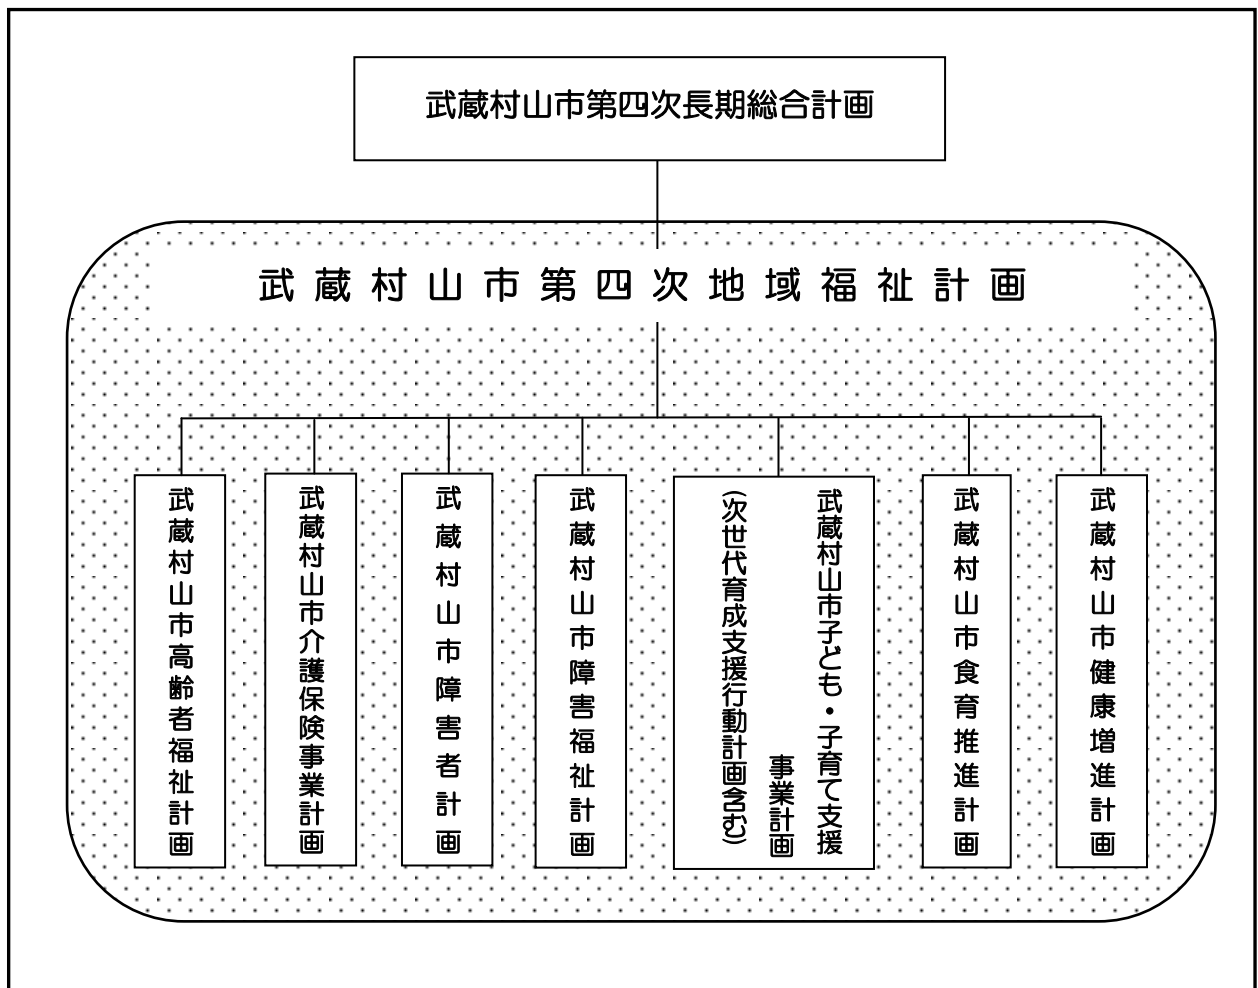 武蔵村山市第四次長期総合計画
武蔵村山市第四次地域福祉計画
武蔵村山市高齢者福祉計画
武蔵村山市介護保険事業計画
武蔵村山市障害者計画
武蔵村山市障害福祉計画
武蔵村山市子ども・子育て支援
事業計画
(次世代育成支援行動計画含む)
武蔵村山市食育推進計画
武蔵村山市健康増進計画